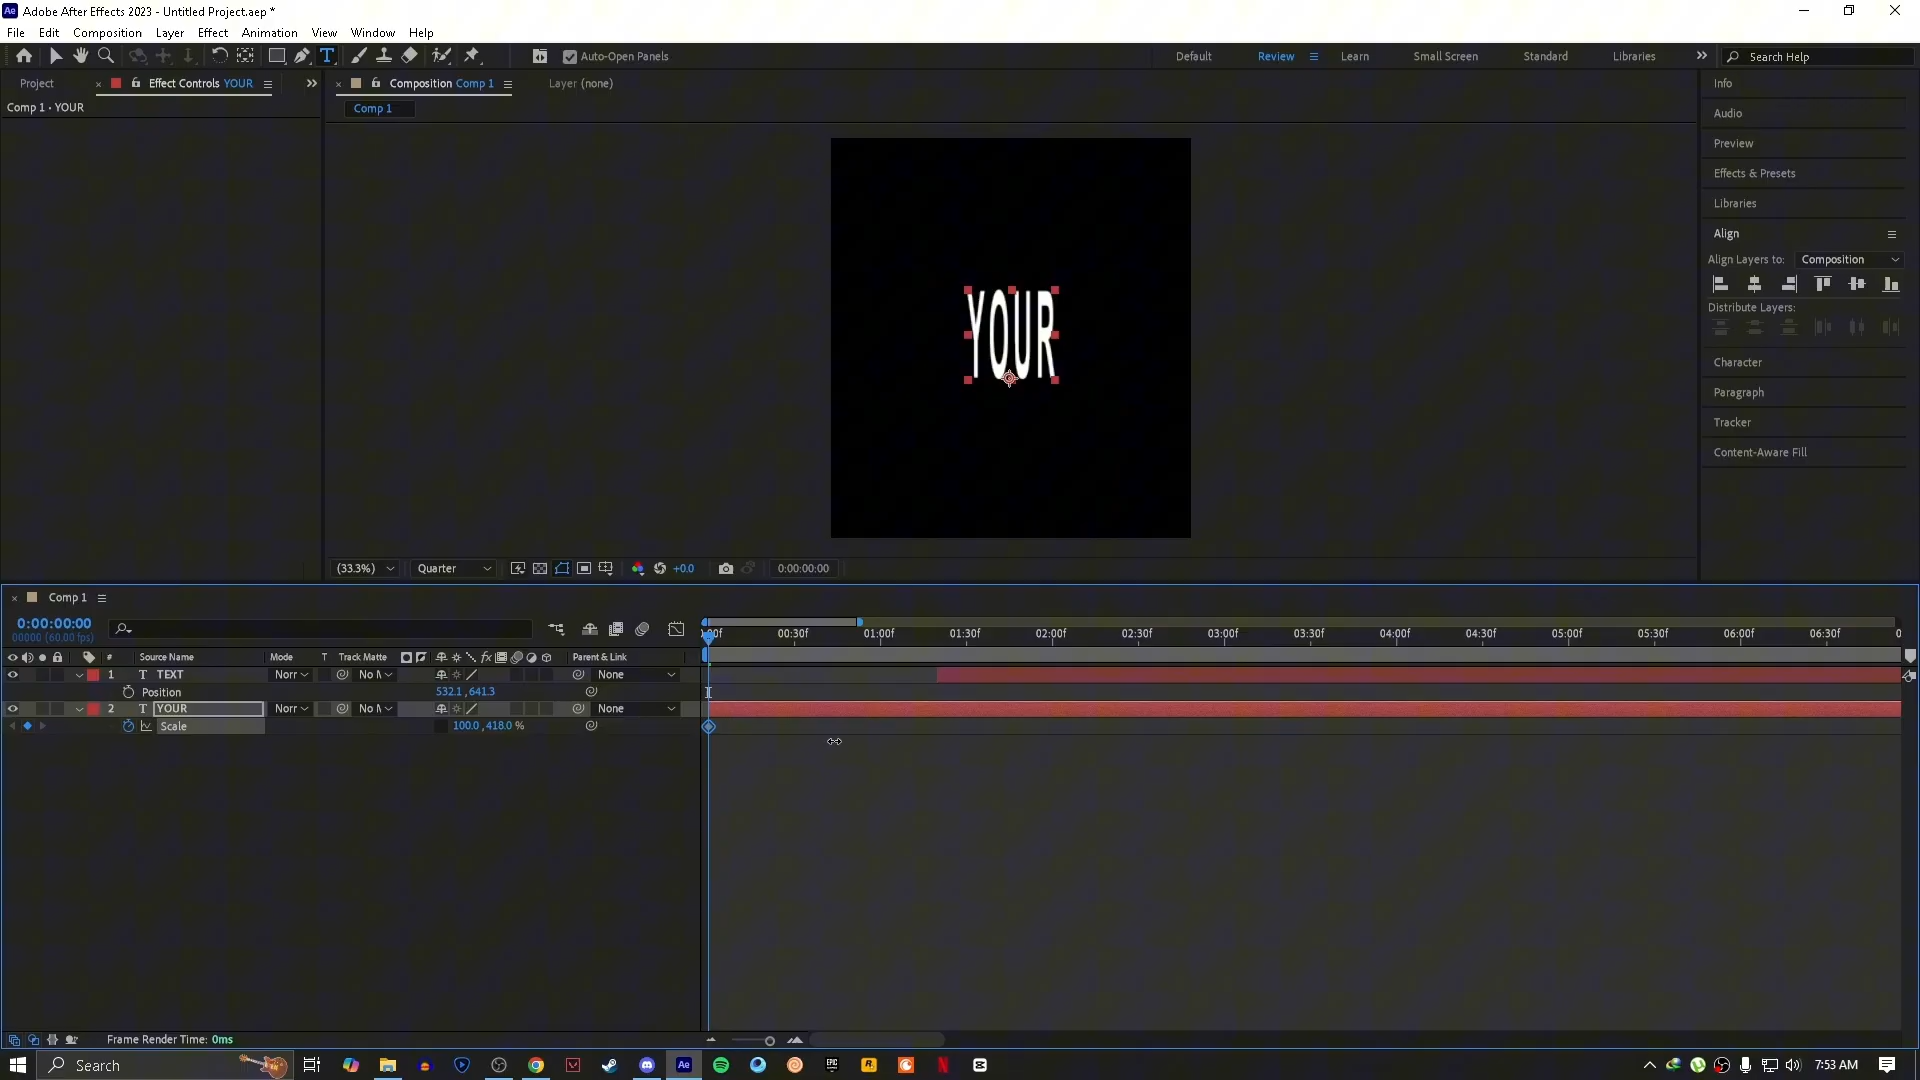 Ae Adobe After Effects 2023 - Untitled Project.aep *
File Edit Composition Layer Effect Animation View Window Help
Auto-Open Panels Default Review Learn Small Screen Standard Libraries Search Help
Project Effect Controls YOUR Composition Comp 1 Layer (none)
Comp 1 • YOUR
Comp 1
Info
Audio
Preview
Effects & Presets
Libraries
Align
Align Layers to: Composition
Distribute Layers:
Character
Paragraph
Tracker
Content-Aware Fill
YOUR
(33.3%) Quarter +0.0 0:00:00:00
Comp 1
0:00:00:00
00000 (60.00 fps)
:00f 00:30f 01:00f 01:30f 02:00f 02:30f 03:00f 03:30f 04:00f 04:30f 05:00f 05:30f 06:00f 06:30f 0
# Source Name Mode T Track Matte fx Parent & Link
1 T TEXT Norr No M None
Position 532.1, 641.3
2 T YOUR Norr No M None
Scale 100.0, 418.0 %
Frame Render Time: 0ms
Search Ae EPIC R 7:53 AM